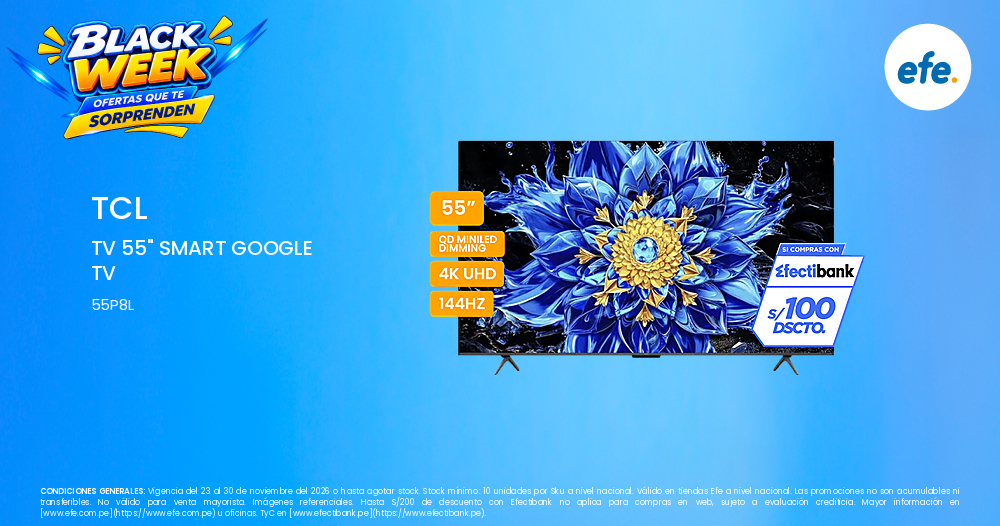 BLACK
WEEK
OFERTAS QUE TE
SORPRENDEN
efe.
TCL
TV 55" SMART GOOGLE
TV
55P8L
55”
QD MINILED
DIMMING
4K UHD
144HZ
SI COMPRAS CON
Efectibank
S/100
DSCTO.
CONDICIONES GENERALES: Vigencia del 23 al 30 de noviembre del 2026 o hasta agotar stock. Stock mínimo: 10 unidades por Sku a nivel nacional. Válido en tiendas Efe a nivel nacional. Las promociones no son acumulables ni
transferibles. No válido para venta mayorista. Imágenes referenciales. Hasta S/200 de descuento con Efectibank no aplica para compras en web, sujeto a evaluación crediticia. Mayor información en
[www.efe.com.pe](https://www.efe.com.pe) u oficinas. TyC en [www.efectibank.pe](https://www.efectibank.pe).